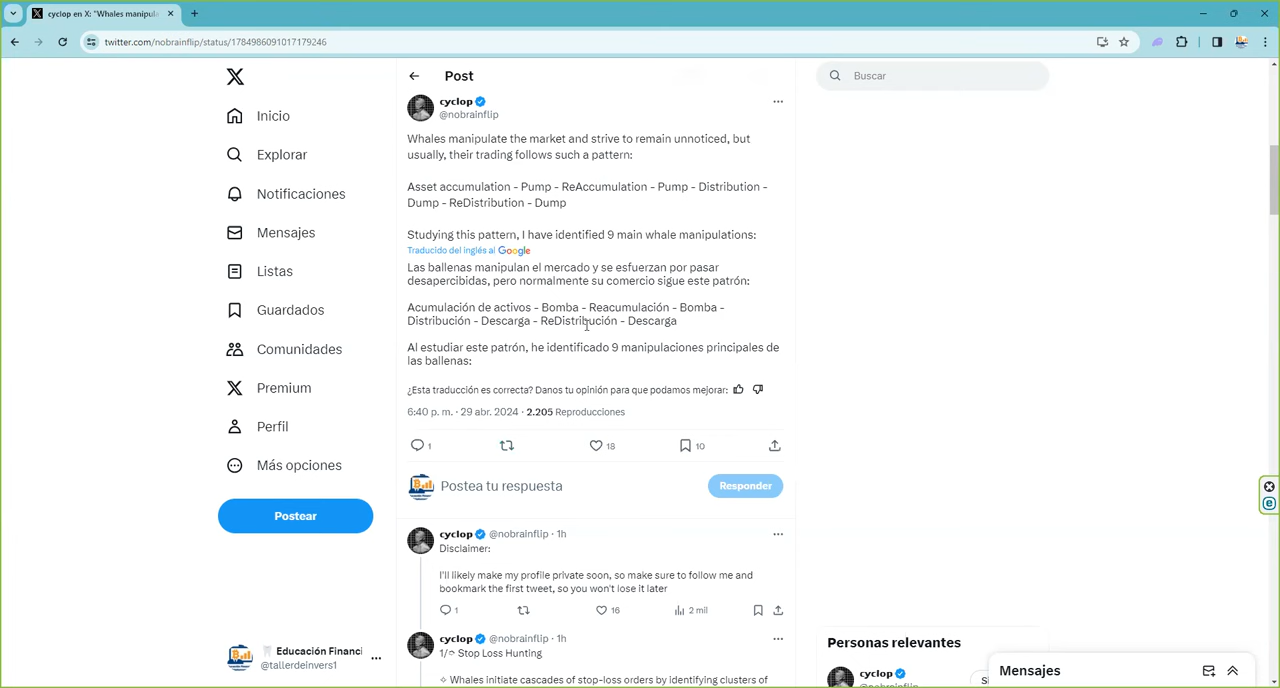 cyclop en X: "Whales manipula
twitter.com/nobrainflip/status/1784986091017179246
Post
Buscar
cyclop
@nobrainflip
Inicio
Explorar
Notificaciones
Mensajes
Listas
Guardados
Comunidades
Premium
Perfil
Más opciones
Postear
Whales manipulate the market and strive to remain unnoticed, but
usually, their trading follows such a pattern:
Asset accumulation - Pump - ReAccumulation - Pump - Distribution -
Dump - ReDistribution - Dump
Studying this pattern, I have identified 9 main whale manipulations:
Traducido del inglés al Google
Las ballenas manipulan el mercado y se esfuerzan por pasar
desapercibidas, pero normalmente su comercio sigue este patrón:
Acumulación de activos - Bomba - Reacumulación - Bomba -
Distribución - Descarga - ReDistribución - Descarga
Al estudiar este patrón, he identificado 9 manipulaciones principales de
las ballenas:
¿Esta traducción es correcta? Danos tu opinión para que podamos mejorar:
6:40 p. m. · 29 abr. 2024 · 2.205 Reproducciones
1 18 10
Postea tu respuesta
Responder
cyclop @nobrainflip · 1h
Disclaimer:
I'll likely make my profile private soon, so make sure to follow me and
bookmark the first tweet, so you won't lose it later
1 16 2 mil
cyclop @nobrainflip · 1h
1/ Stop Loss Hunting
Whales initiate cascades of stop-loss orders by identifying clusters of
Educación Financi
@tallerdeinvers1
Personas relevantes
cyclop
@nobrainflip
Mensajes